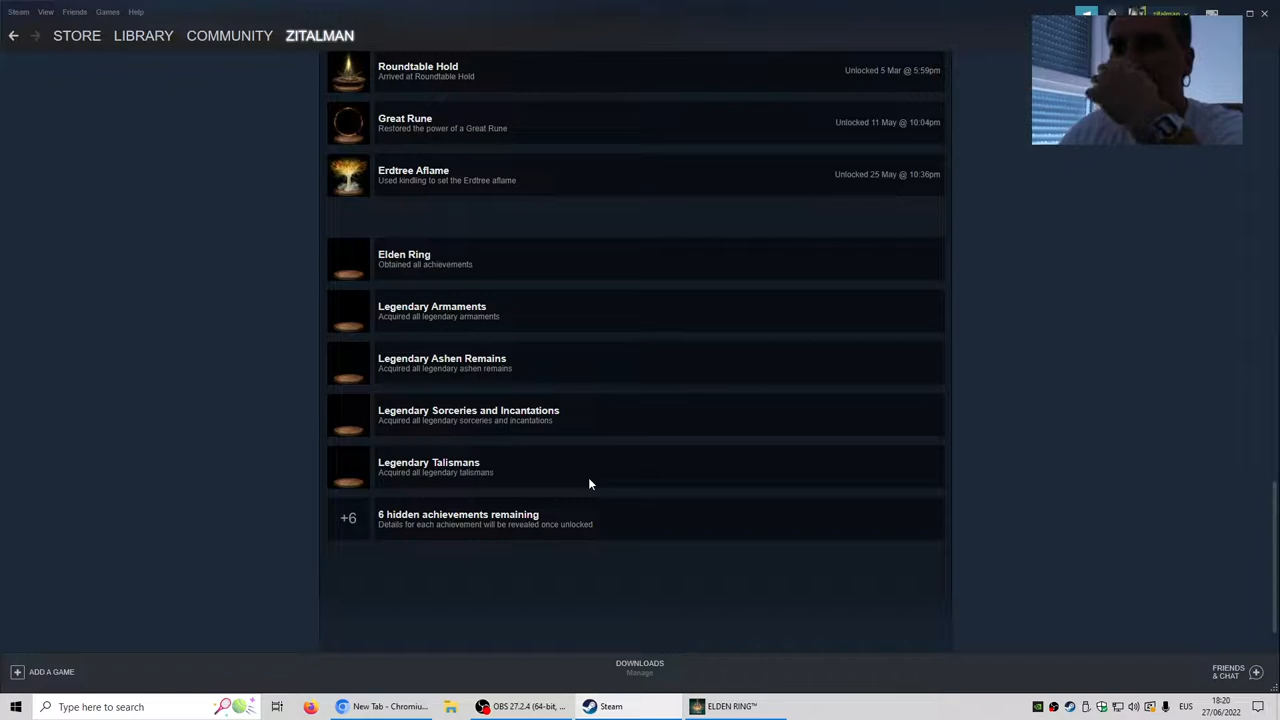 Steam View Friends Games Help
zitalman
STORE LIBRARY COMMUNITY ZITALMAN
Roundtable Hold
Arrived at Roundtable Hold
Unlocked 5 Mar @ 5:59pm
Great Rune
Restored the power of a Great Rune
Unlocked 11 May @ 10:04pm
Erdtree Aflame
Used kindling to set the Erdtree aflame
Unlocked 25 May @ 10:36pm
Elden Ring
Obtained all achievements
Legendary Armaments
Acquired all legendary armaments
Legendary Ashen Remains
Acquired all legendary ashen remains
Legendary Sorceries and Incantations
Acquired all legendary sorceries and incantations
Legendary Talismans
Acquired all legendary talismans
+6
6 hidden achievements remaining
Details for each achievement will be revealed once unlocked
DOWNLOADS
Manage
ADD A GAME
FRIENDS
& CHAT
Type here to search
New Tab - Chromiu...
OBS 27.2.4 (64-bit, ...
Steam
ELDEN RING™
EUS
18:20
27/06/2022